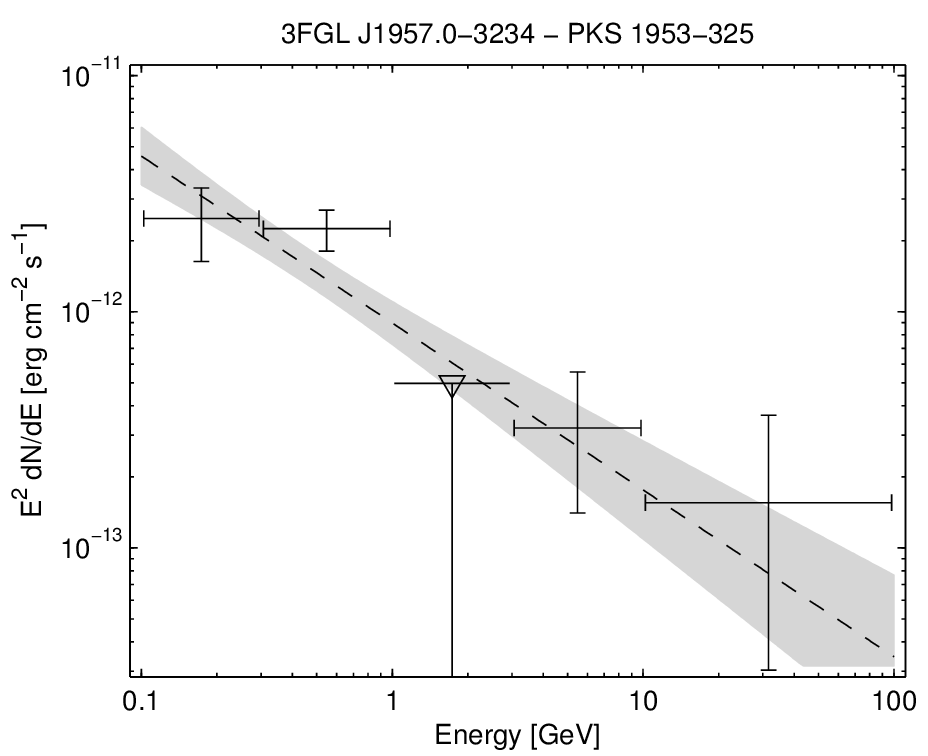 3FGL J1957.0−3234 − PKS 1953−325
E² dN/dE [erg cm⁻² s⁻¹]
10⁻¹¹
10⁻¹²
10⁻¹³
0.1 1 10 100
Energy [GeV]